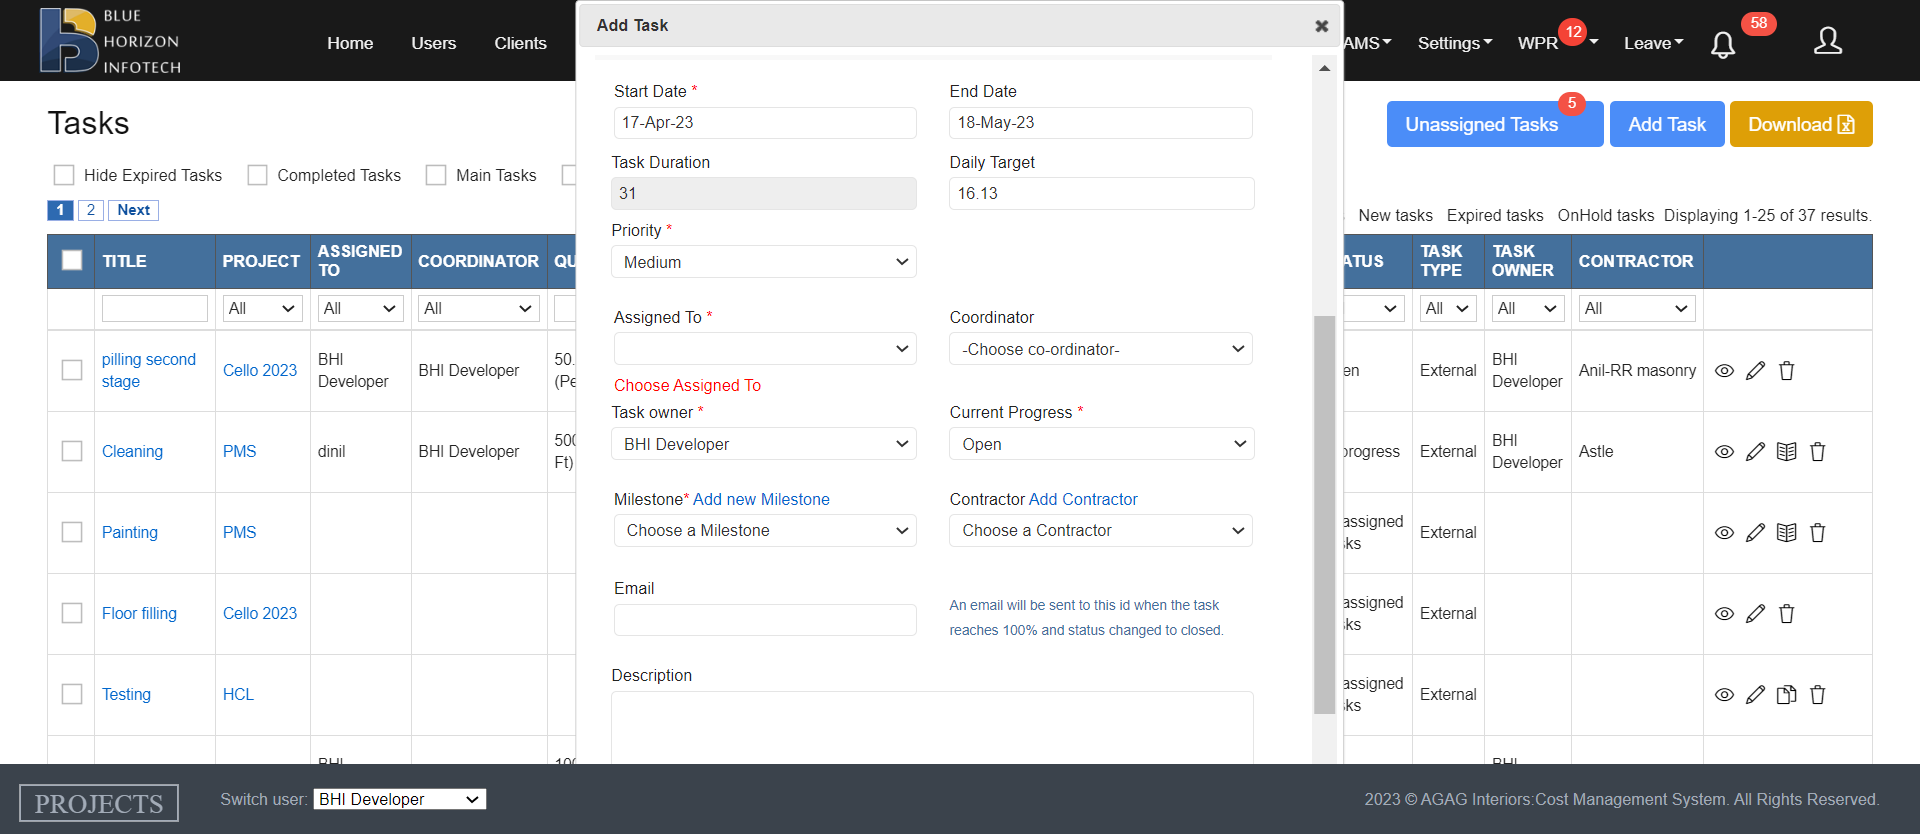 BLUE
HORIZON
INFOTECH
Home Users Clients
AMS Settings WPR 12 Leave 58
Add Task
Tasks
Unassigned Tasks 5 Add Task Download
Hide Expired Tasks Completed Tasks Main Tasks
1 2 Next
New tasks Expired tasks OnHold tasks Displaying 1-25 of 37 results.
TITLE PROJECT ASSIGNED TO COORDINATOR QU
ATUS TASK TYPE TASK OWNER CONTRACTOR
All All All
All All All
pilling second stage Cello 2023 BHI Developer BHI Developer 50. (Pe
en External BHI Developer Anil-RR masonry
Cleaning PMS dinil BHI Developer 500 Ft)
progress External BHI Developer Astle
Painting PMS
assigned ks External
Floor filling Cello 2023
assigned ks External
Testing HCL
assigned ks External
BHI 100
BHI
Start Date * End Date
17-Apr-23 18-May-23
Task Duration Daily Target
31 16.13
Priority *
Medium
Assigned To * Coordinator
-Choose co-ordinator-
Choose Assigned To
Task owner * Current Progress *
BHI Developer Open
Milestone* Add new Milestone Contractor Add Contractor
Choose a Milestone Choose a Contractor
Email
An email will be sent to this id when the task
reaches 100% and status changed to closed.
Description
PROJECTS Switch user: BHI Developer
2023 © AGAG Interiors:Cost Management System. All Rights Reserved.